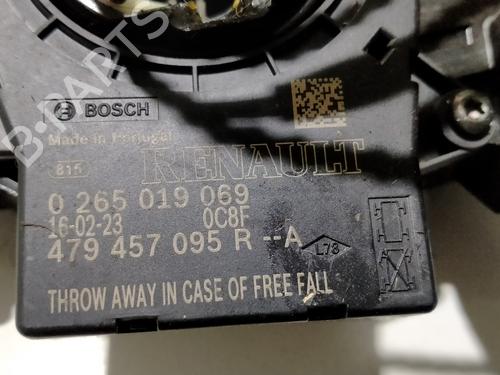 BOSCH
Made in Portugal
815
RENAULT
0 265 019 069
16-02-23 0C8F
479 457 095 R --A
L78
THROW AWAY IN CASE OF FREE FALL
B-PARTS